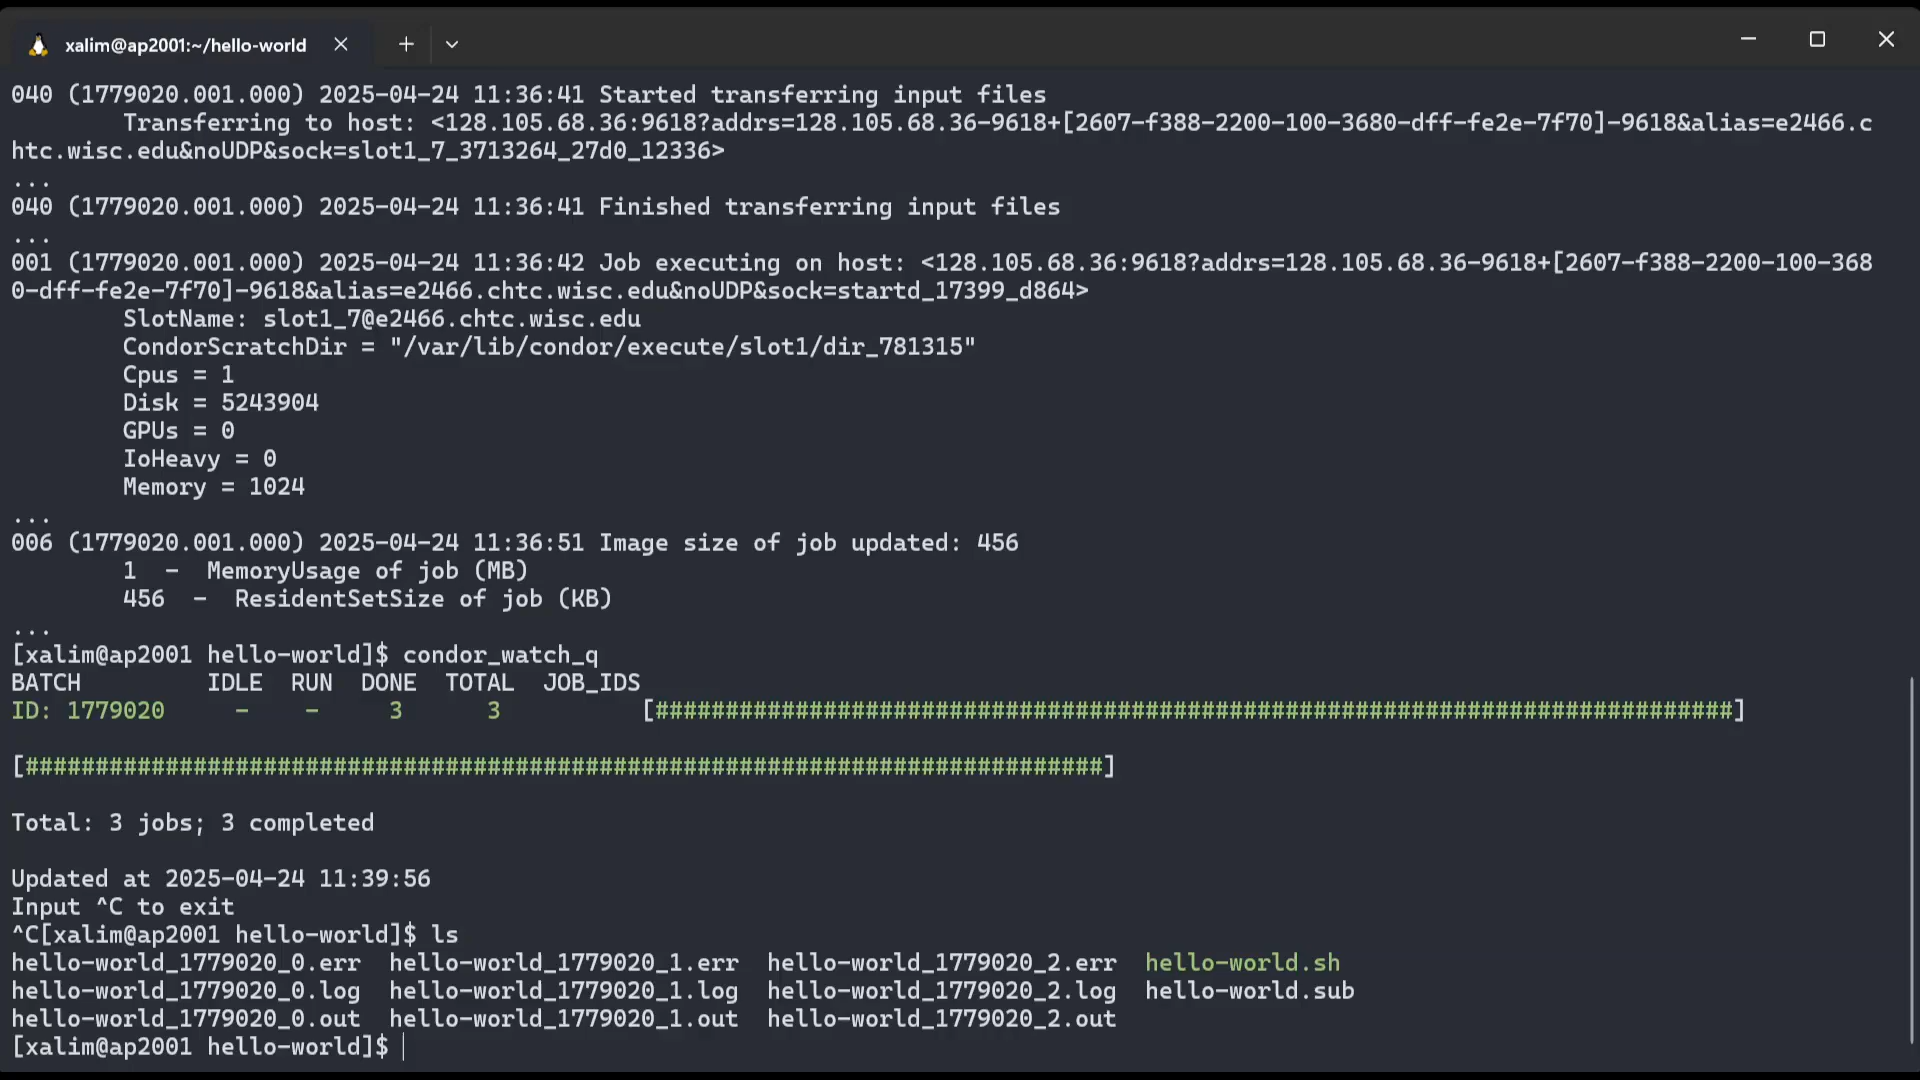 xalim@ap2001:~/hello-world
040 (1779020.001.000) 2025-04-24 11:36:41 Started transferring input files
        Transferring to host: <128.105.68.36:9618?addrs=128.105.68.36-9618+[2607-f388-2200-100-3680-dff-fe2e-7f70]-9618&alias=e2466.c
htc.wisc.edu&noUDP&sock=slot1_7_3713264_27d0_12336>
...
040 (1779020.001.000) 2025-04-24 11:36:41 Finished transferring input files
...
001 (1779020.001.000) 2025-04-24 11:36:42 Job executing on host: <128.105.68.36:9618?addrs=128.105.68.36-9618+[2607-f388-2200-100-368
0-dff-fe2e-7f70]-9618&alias=e2466.chtc.wisc.edu&noUDP&sock=startd_17399_d864>
        SlotName: slot1_7@e2466.chtc.wisc.edu
        CondorScratchDir = "/var/lib/condor/execute/slot1/dir_781315"
        Cpus = 1
        Disk = 5243904
        GPUs = 0
        IoHeavy = 0
        Memory = 1024
...
006 (1779020.001.000) 2025-04-24 11:36:51 Image size of job updated: 456
        1  -  MemoryUsage of job (MB)
        456  -  ResidentSetSize of job (KB)
...
[xalim@ap2001 hello-world]$ condor_watch_q
BATCH         IDLE  RUN  DONE  TOTAL  JOB_IDS
ID: 1779020     -    -     3      3          [#############################################################################]
[#############################################################################]
Total: 3 jobs; 3 completed
Updated at 2025-04-24 11:39:56
Input ^C to exit
^C[xalim@ap2001 hello-world]$ ls
hello-world_1779020_0.err  hello-world_1779020_1.err  hello-world_1779020_2.err  hello-world.sh
hello-world_1779020_0.log  hello-world_1779020_1.log  hello-world_1779020_2.log  hello-world.sub
hello-world_1779020_0.out  hello-world_1779020_1.out  hello-world_1779020_2.out
[xalim@ap2001 hello-world]$